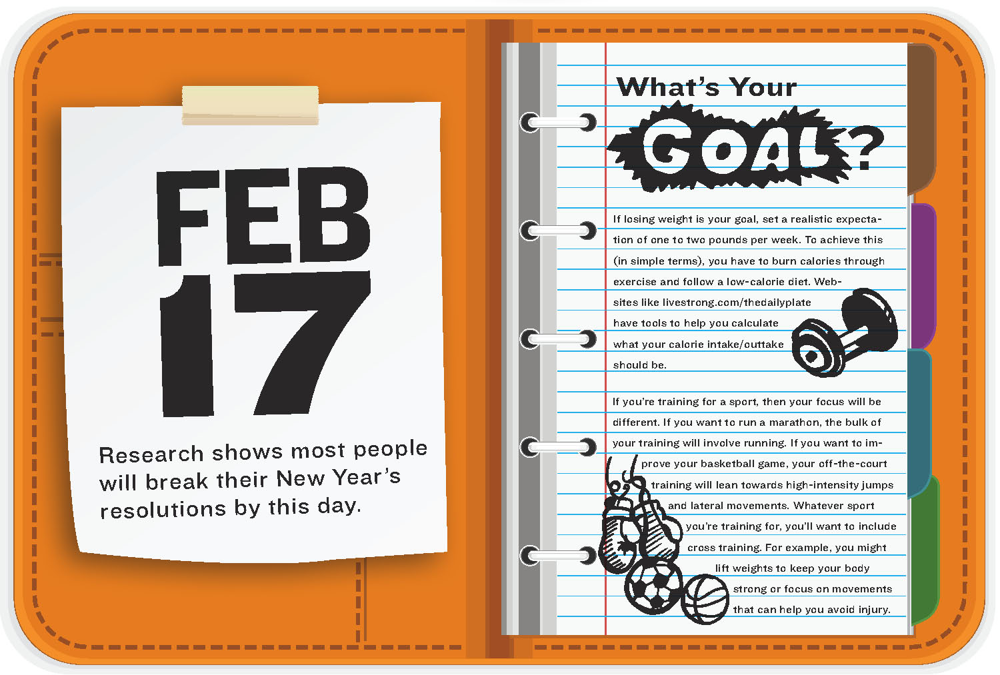 FEB
17
Research shows most people
will break their New Year's
resolutions by this day.
What's Your
GOAL?
If losing weight is your goal, set a realistic expecta-
tion of one to two pounds per week. To achieve this
(in simple terms), you have to burn calories through
exercise and follow a low-calorie diet. Web-
sites like livestrong.com/thedailyplate
have tools to help you calculate
what your calorie intake/outtake
should be.
If you're training for a sport, then your focus will be
different. If you want to run a marathon, the bulk of
your training will involve running. If you want to im-
prove your basketball game, your off-the-court
training will lean towards high-intensity jumps
and lateral movements. Whatever sport
you're training for, you'll want to include
cross training. For example, you might
lift weights to keep your body
strong or focus on movements
that can help you avoid injury.